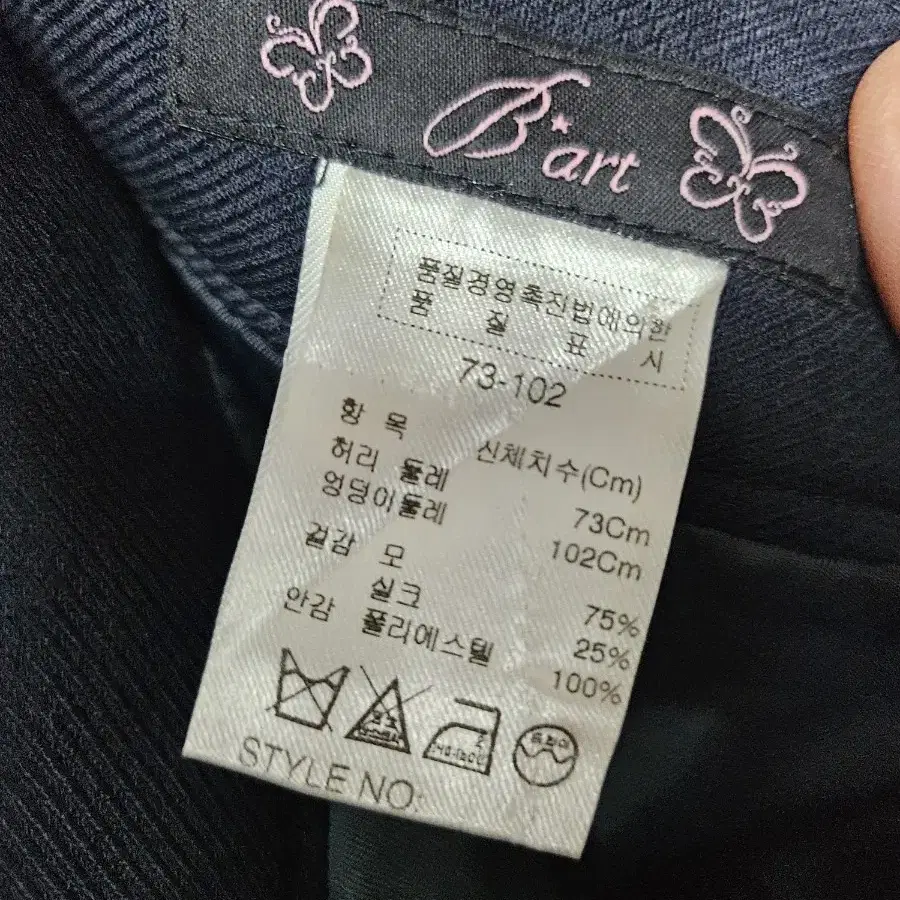 B*art
품질경영촉진법에의한
품 질 표 시
73-102
항 목 신체치수(Cm)
허리 둘레 73Cm
엉덩이둘레 102Cm
겉감 모 75%
실크 25%
안감 폴리에스텔 100%
STYLE NO: